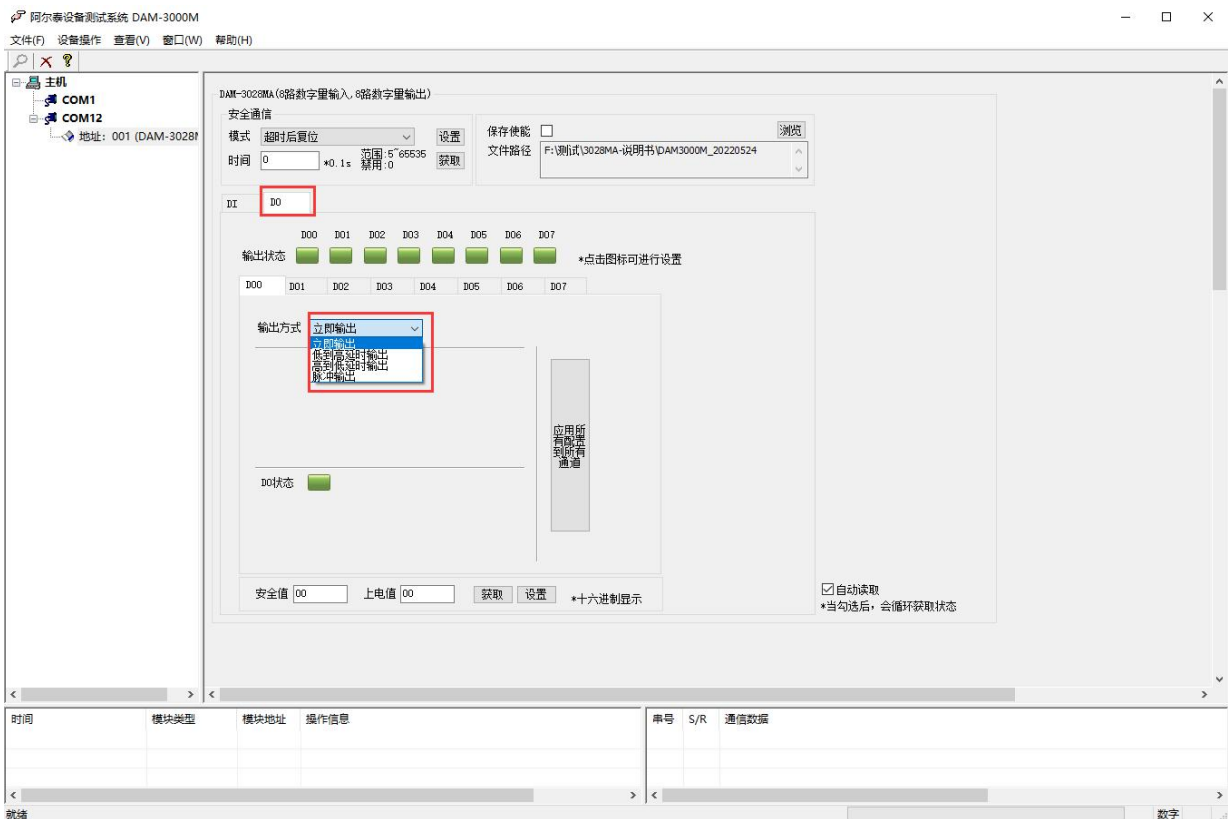 阿尔泰设备测试系统 DAM-3000M
文件(F) 设备操作 查看(V) 窗口(W) 帮助(H)
主机
COM1
COM12
地址: 001 (DAM-3028M
DAM-3028MA(8路数字量输入,8路数字量输出)
安全通信
模式 超时后复位 设置
时间 0 *0.1s 范围:5~65535 禁用:0 获取
保存使能 浏览
文件路径 F:\测试\3028MA-说明书\DAM3000M_20220524
DI DO
DO0 DO1 DO2 DO3 DO4 DO5 DO6 DO7
输出状态 *点击图标可进行设置
DO0 DO1 DO2 DO3 DO4 DO5 DO6 DO7
输出方式 立即输出
立即输出
低到高延时输出
高到低延时输出
脉冲输出
应用所
有配置
到所有
通道
DO状态
安全值 00 上电值 00 获取 设置 *十六进制显示
自动读取
*当勾选后，会循环获取状态
时间 模块类型 模块地址 操作信息
串号 S/R 通信数据
就绪 数字